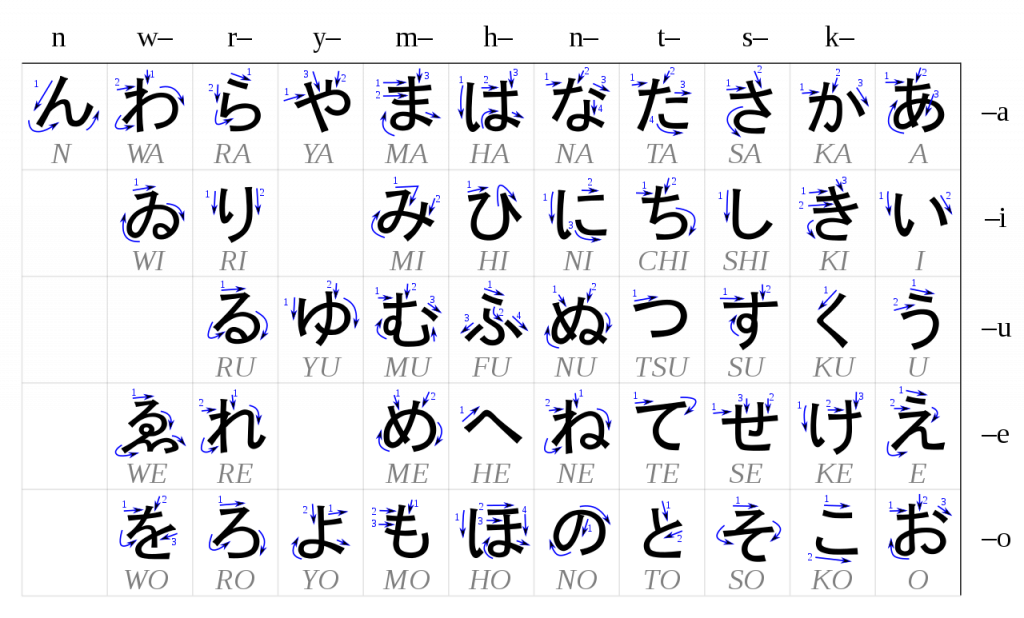 n w– r– y– m– h– n– t– s– k–
ん わ ら や ま は な た さ か あ –a
N WA RA YA MA HA NA TA SA KA A
ゐ り み ひ に ち し き い –i
WI RI MI HI NI CHI SHI KI I
る ゆ む ふ ぬ つ す く う –u
RU YU MU FU NU TSU SU KU U
ゑ れ め へ ね て せ け え –e
WE RE ME HE NE TE SE KE E
を ろ よ も ほ の と そ こ お –o
WO RO YO MO HO NO TO SO KO O